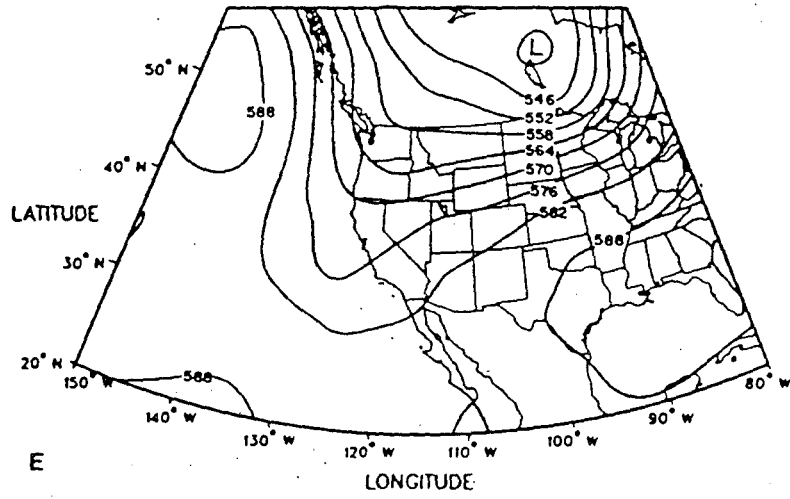 L
50° N
588
546
552
558
564
40° N
570
576
LATITUDE
582
588
30° N
20° N
588
150° W
80° W
140° W
90° W
130° W
100° W
120° W
110° W
E
LONGITUDE